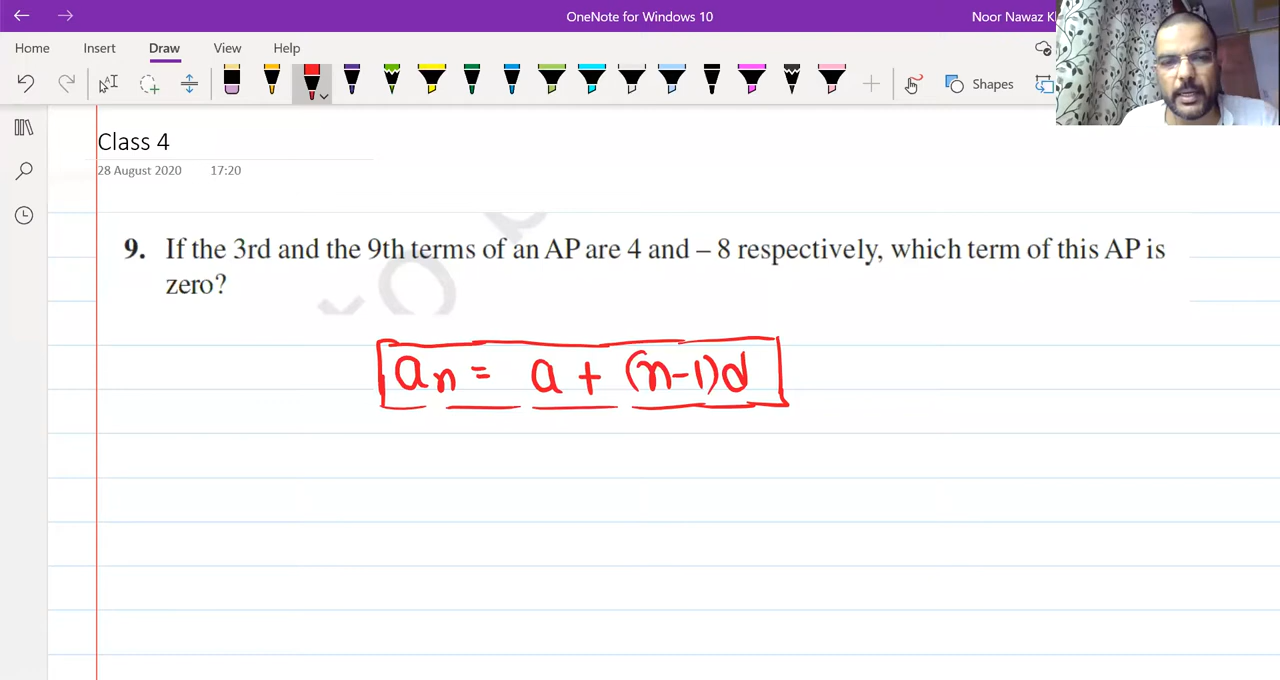 OneNote for Windows 10
Noor Nawaz K
Home Insert Draw View Help
Shapes
Class 4
28 August 2020 17:20
9. If the 3rd and the 9th terms of an AP are 4 and – 8 respectively, which term of this AP is
zero?
an = a + (n-1)d